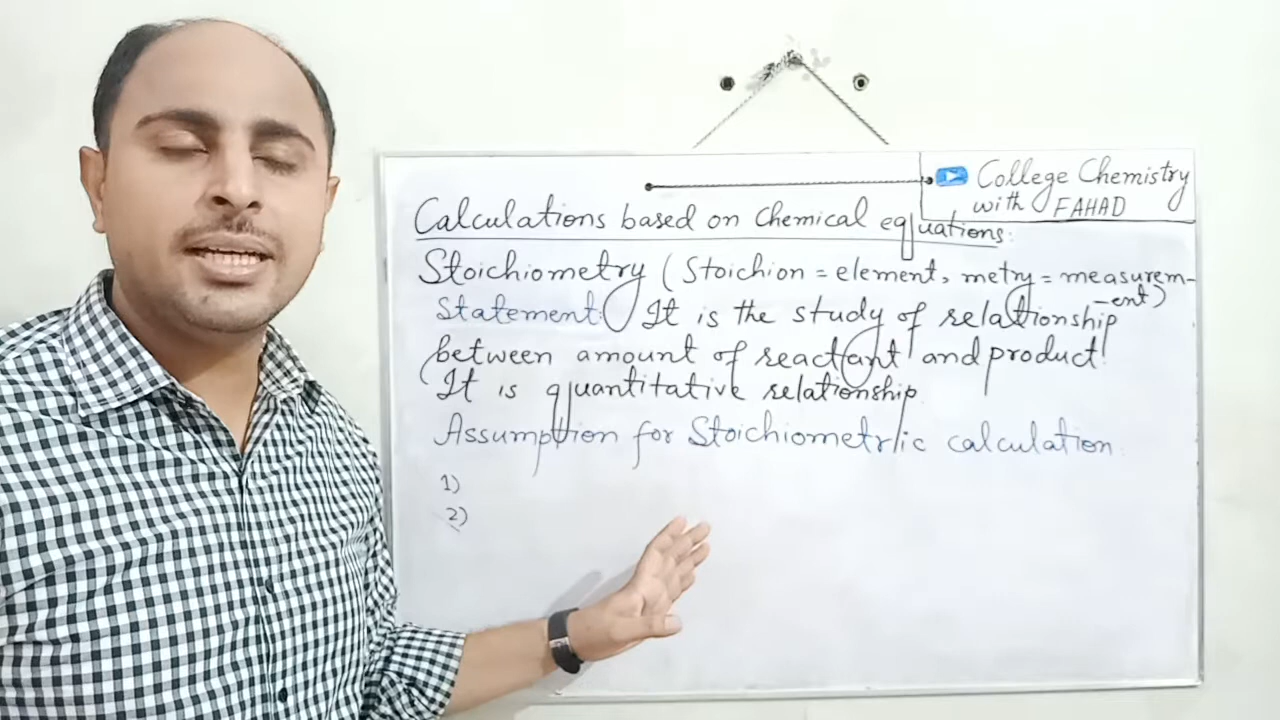 College Chemistry
with FAHAD
Calculations based on Chemical equations:
Stoichiometry (Stoichion = element, metry = measurem-
-ent)
Statement: It is the study of relationship
between amount of reactant and product.
It is quantitative relationship.
Assumption for Stoichiometric calculation.
1)
2)